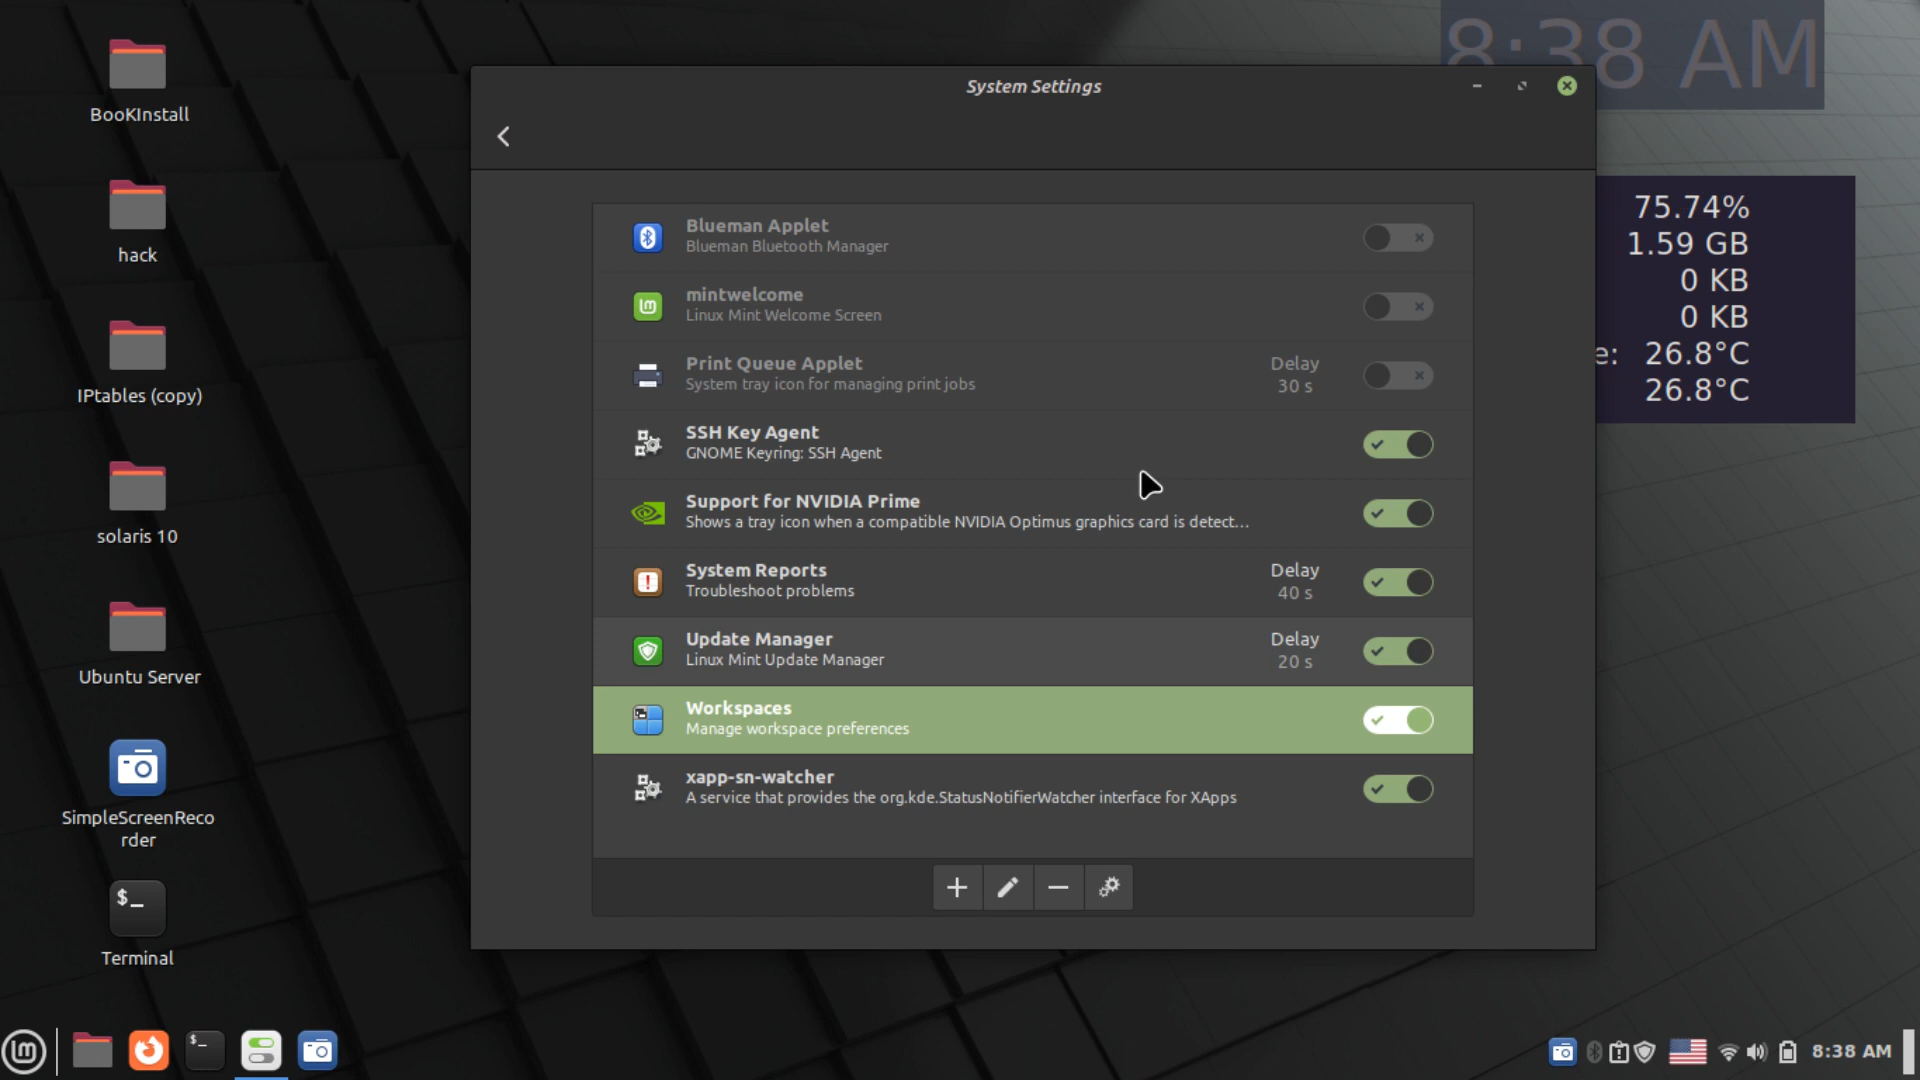 8:38 AM
BooKInstall
hack
IPtables (copy)
solaris 10
Ubuntu Server
SimpleScreenReco
rder
$_
Terminal
System Settings
Blueman Applet
Blueman Bluetooth Manager
mintwelcome
Linux Mint Welcome Screen
Print Queue Applet
System tray icon for managing print jobs
Delay
30 s
SSH Key Agent
GNOME Keyring: SSH Agent
Support for NVIDIA Prime
Shows a tray icon when a compatible NVIDIA Optimus graphics card is detect...
System Reports
Troubleshoot problems
Delay
40 s
Update Manager
Linux Mint Update Manager
Delay
20 s
Workspaces
Manage workspace preferences
xapp-sn-watcher
A service that provides the org.kde.StatusNotifierWatcher interface for XApps
75.74%
1.59 GB
0 KB
0 KB
e: 26.8°C
26.8°C
$_
8:38 AM